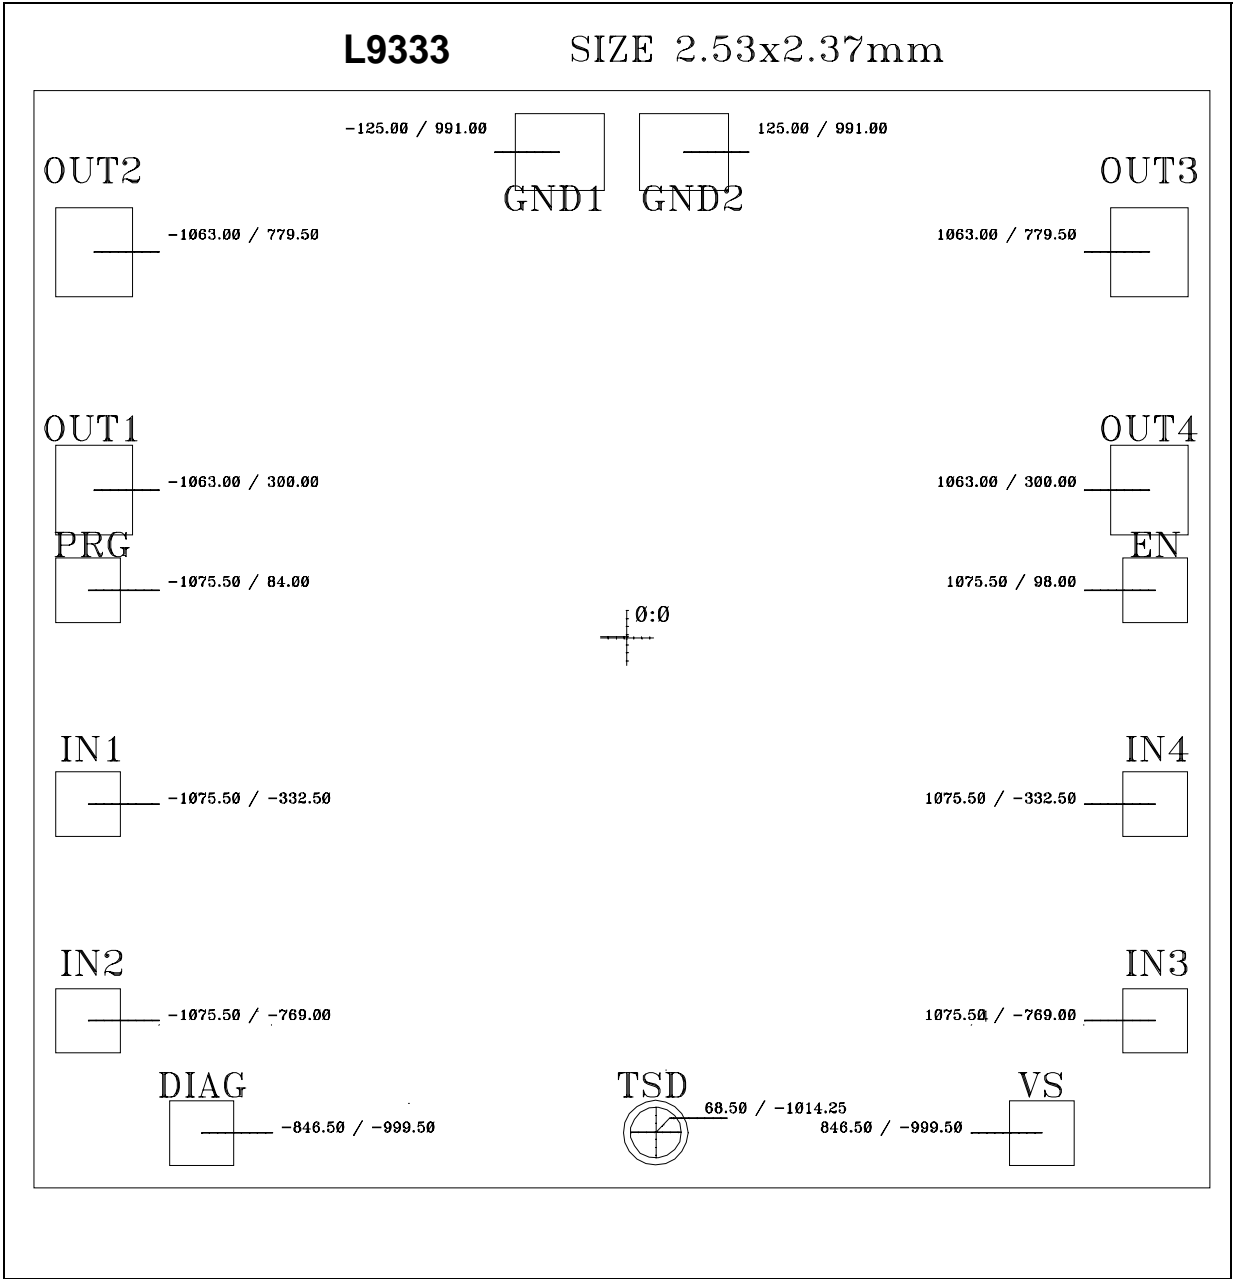 L9333 SIZE 2.53x2.37mm
-125.00 / 991.00 125.00 / 991.00
OUT2 OUT3
GND1 GND2
-1063.00 / 779.50 1063.00 / 779.50
OUT1 OUT4
-1063.00 / 300.00 1063.00 / 300.00
PRG EN
-1075.50 / 84.00 1075.50 / 98.00
0:0
IN1 IN4
-1075.50 / -332.50 1075.50 / -332.50
IN2 IN3
-1075.50 / -769.00 1075.50 / -769.00
DIAG TSD VS
68.50 / -1014.25
-846.50 / -999.50 846.50 / -999.50